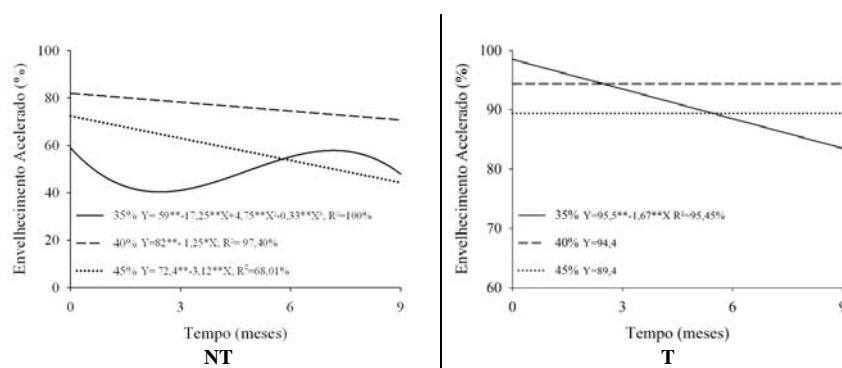 Envelhecimento Acelerado (%)
100
80
60
40
20
0
35% Y= 59**-17,25**X+4,75**X²-0,33**X³; R²=100%
40% Y=82**- 1,25*X; R²= 97,40%
45% Y= 72,4**-3,12**X; R²=68,01%
0 3 6 9
Tempo (meses)
NT
Envelhecimento Acelerado (%)
100
90
80
70
60
35% Y=95,5**-1,67**X R²=95,45%
40% Y=94,4
45% Y=89,4
0 3 6 9
Tempo (meses)
T